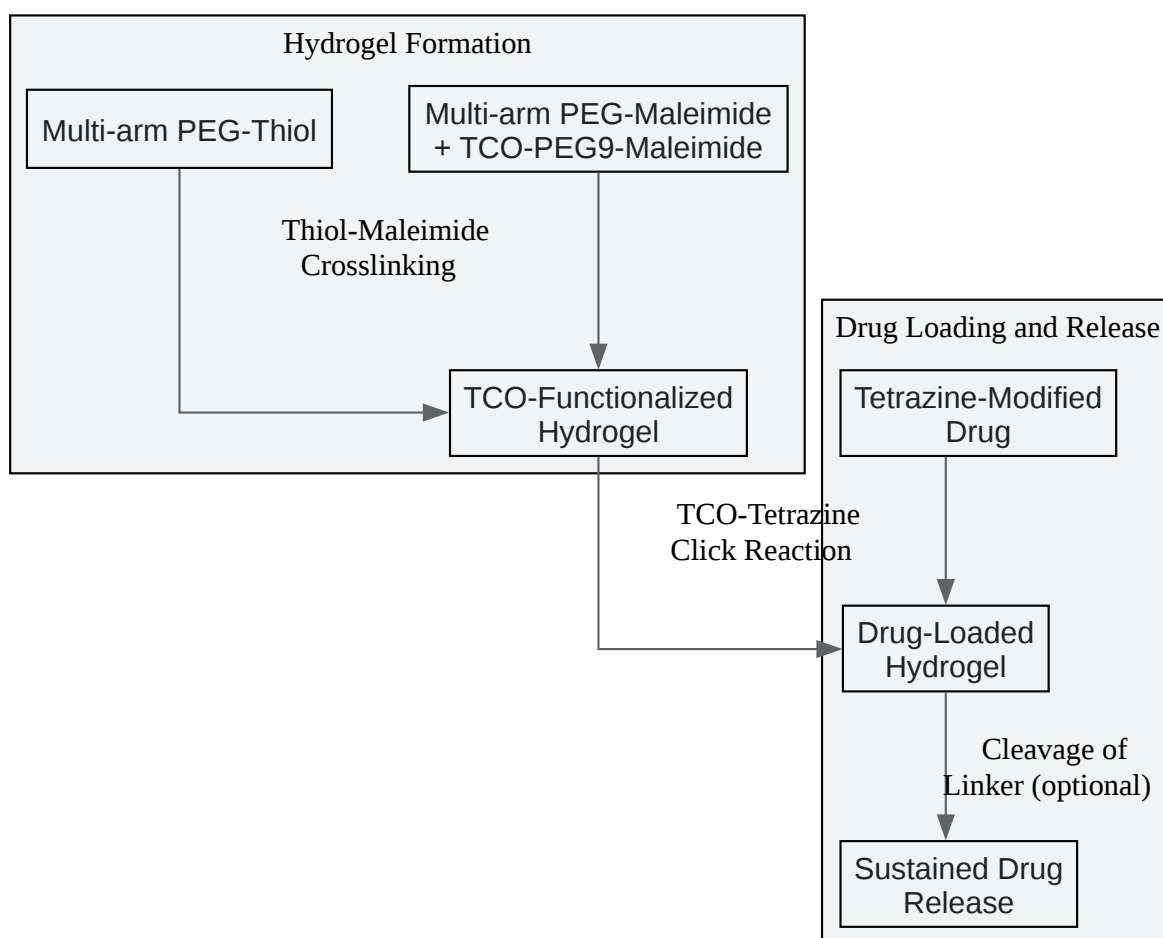 Hydrogel Formation
Multi-arm PEG-Thiol
Multi-arm PEG-Maleimide
+ TCO-PEG9-Maleimide
Thiol-Maleimide
Crosslinking
TCO-Functionalized
Hydrogel
Drug Loading and Release
Tetrazine-Modified
Drug
TCO-Tetrazine
Click Reaction
Drug-Loaded
Hydrogel
Cleavage of
Linker (optional)
Sustained Drug
Release